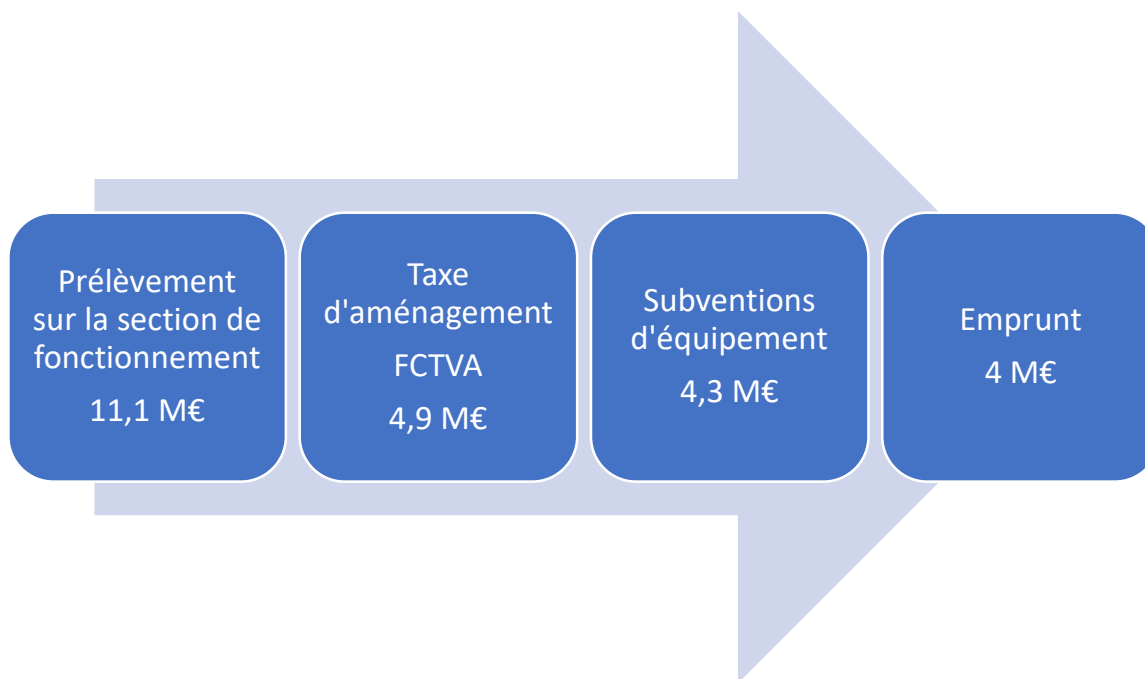 Prélèvement
sur la section de
fonctionnement
11,1 M€
Taxe
d'aménagement
FCTVA
4,9 M€
Subventions
d'équipement
4,3 M€
Emprunt
4 M€